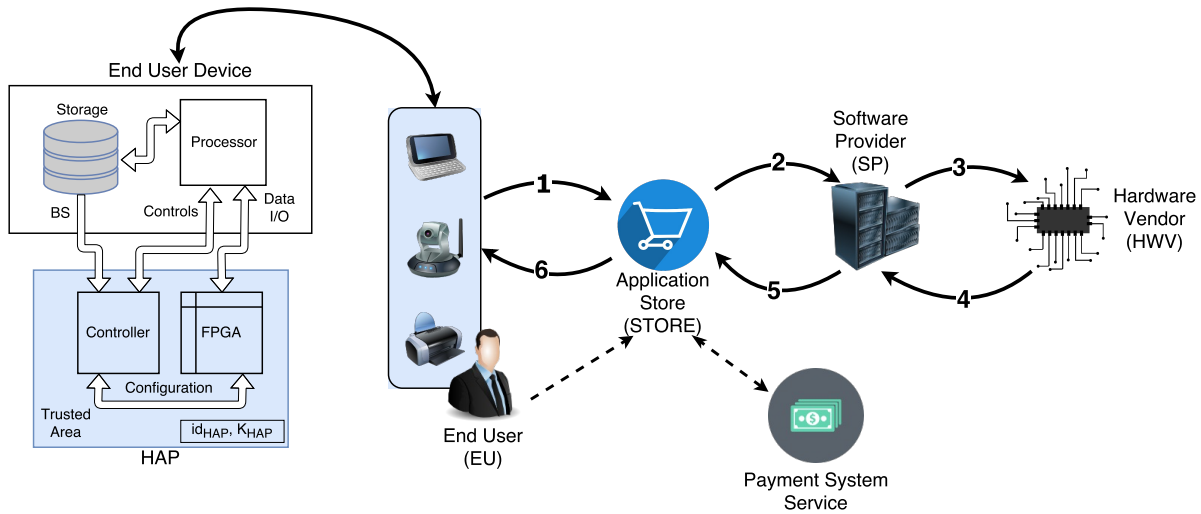 End User Device
Storage
Processor
BS
Controls
Data
I/O
Controller
FPGA
Configuration
Trusted
Area
idHAP, KHAP
HAP
1
6
End User
(EU)
Application
Store
(STORE)
2
5
Software
Provider
(SP)
3
4
Hardware
Vendor
(HWV)
Payment System
Service